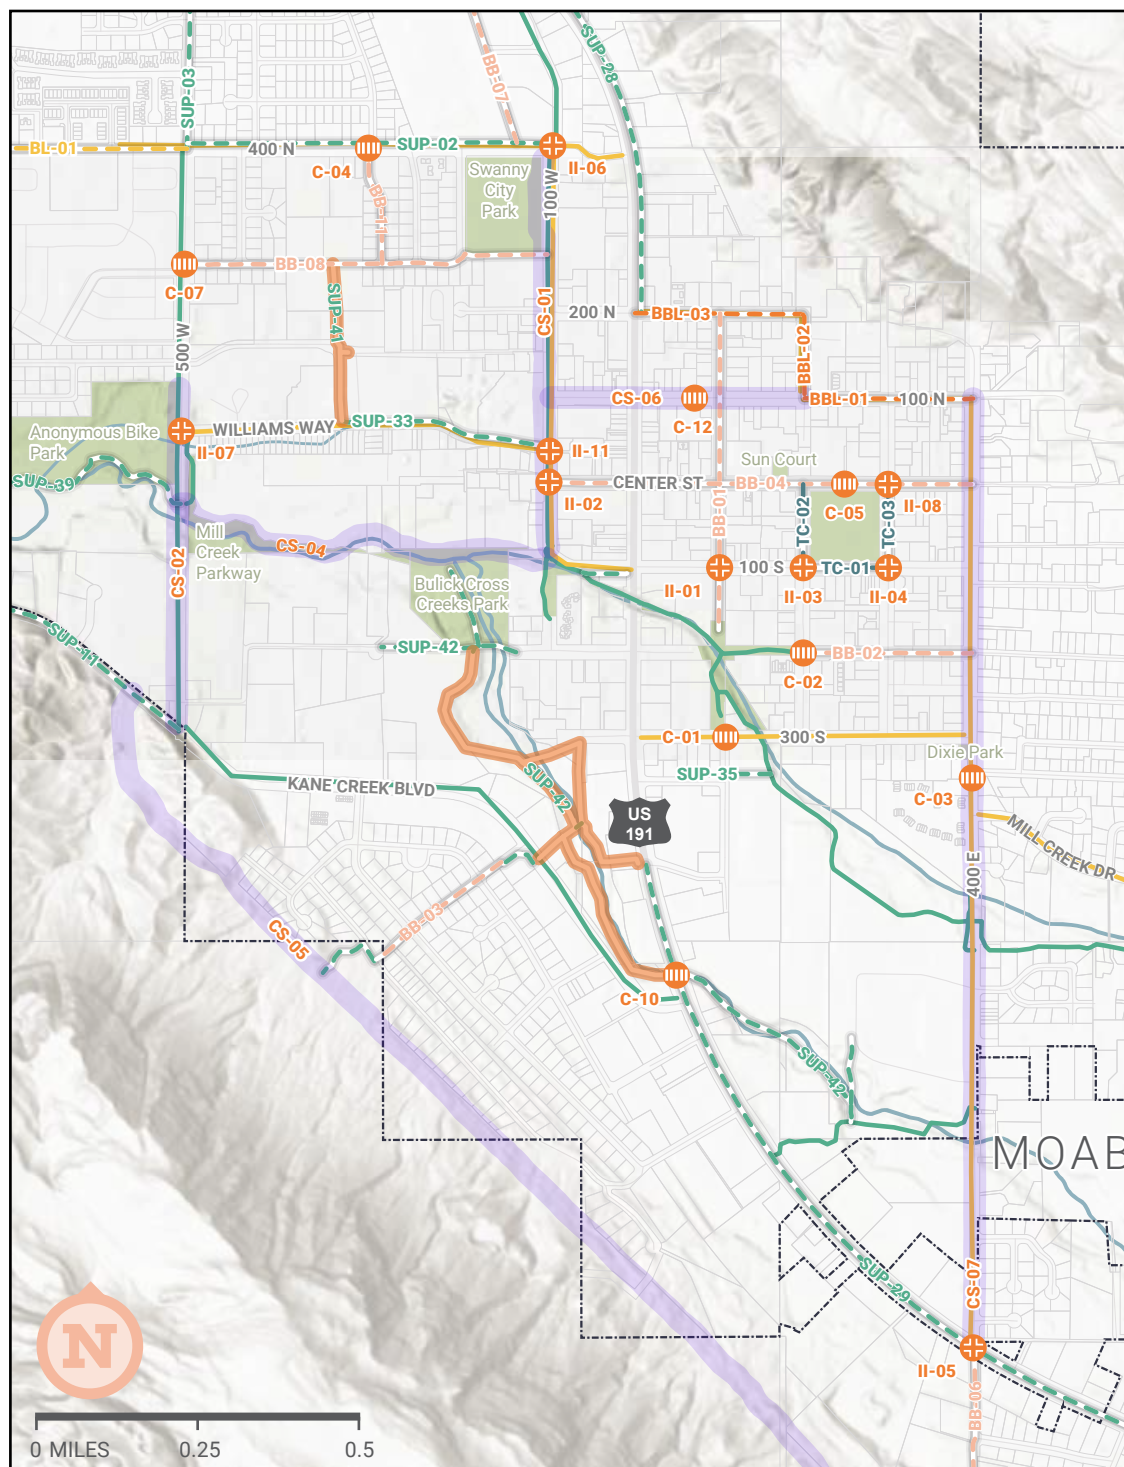 SUP-03
BB-07
SUP-28
BL-01
400 N
SUP-02
C-04
II-06
Swanny
City
Park
100 W
BB-11
BB-08
C-07
SUP-41
CS-01
200 N
BBL-03
BBL-02
500 W
CS-06
BBL-01
100 N
C-12
Anonymous Bike
Park
WILLIAMS WAY
SUP-33
II-07
II-11
Sun Court
SUP-39
CENTER ST
BB-04
II-02
C-05
II-08
BB-01
TC-02
TC-03
Mill
Creek
Parkway
CS-04
CS-02
Bulick Cross
Creeks Park
II-01
100 S
TC-01
II-03
II-04
SUP-11
SUP-42
BB-02
C-02
C-01
300 S
Dixie Park
SUP-35
SUP-42
KANE CREEK BLVD
US
191
C-03
MILL CREEK DR
400 E
BB-03
CS-05
C-10
SUP-42
MOAB
SUP-29
CS-07
N
II-05
BB-06
0 MILES
0.25
0.5